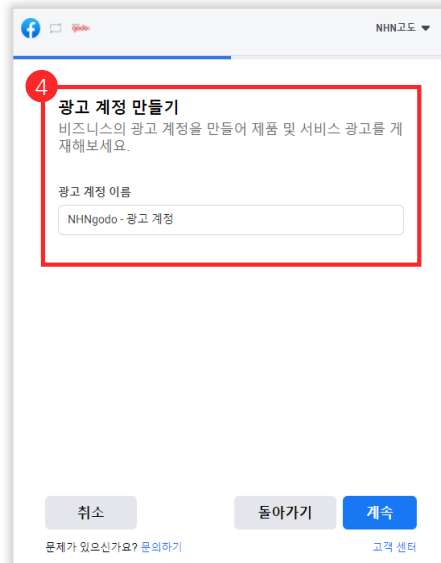 godo:
NHN고도
4
광고 계정 만들기
비즈니스의 광고 계정을 만들어 제품 및 서비스 광고를 게
재해보세요.
광고 계정 이름
NHNgodo - 광고 계정
취소
돌아가기
계속
문제가 있으신가요? 문의하기
고객 센터